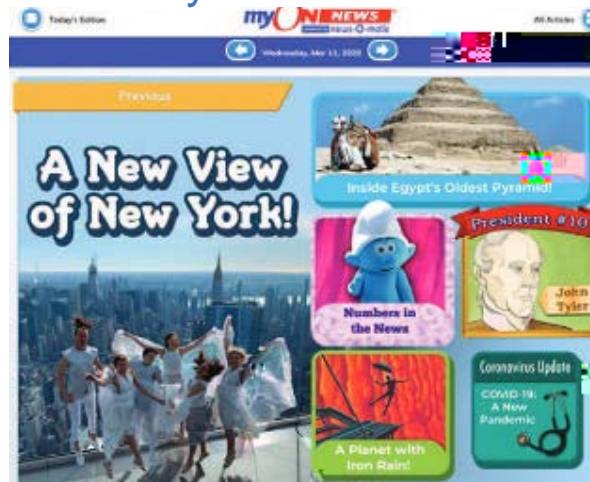 Today's Edition
myON NEWS
news-O-matic
All Articles
Wednesday, Mar 11, 2020
Previous
A New View
of New York!
Inside Egypt's Oldest Pyramid!
President #10
John
Tyler
Numbers in
the News
A Planet with
Iron Rain!
Coronavirus Update
COVID-19:
A New
Pandemic